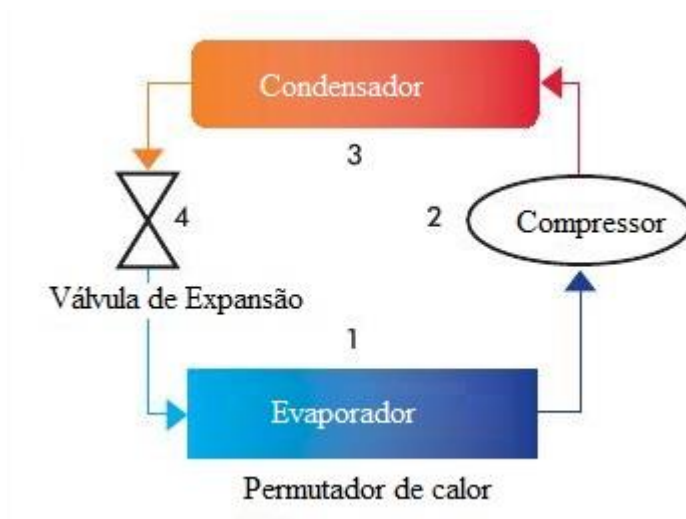 Condensador
3
4
2
Compressor
Válvula de Expansão
1
Evaporador
Permutador de calor